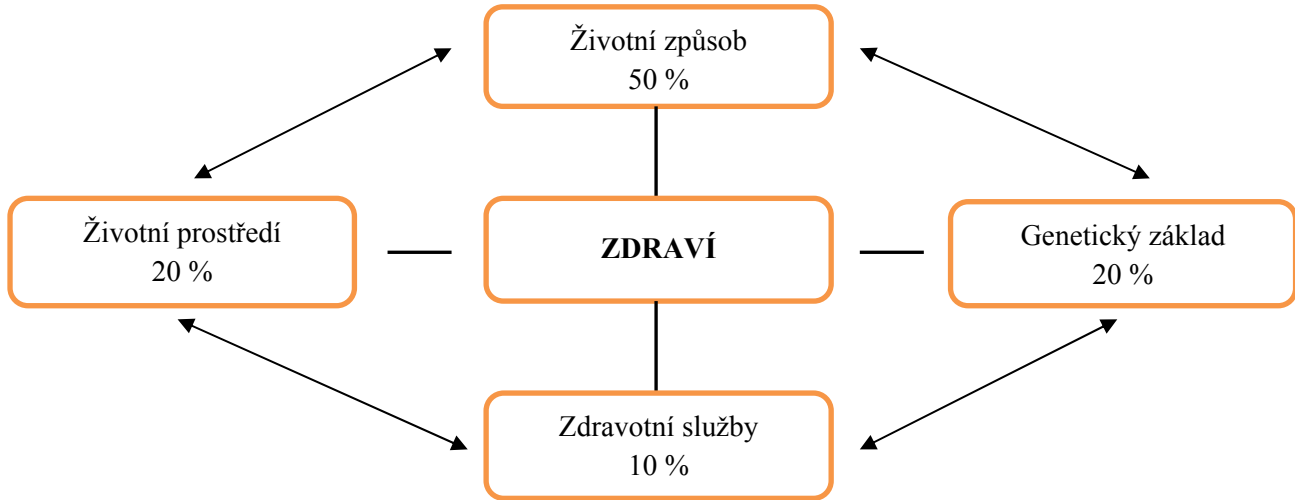 Životní způsob
50 %
Životní prostředí
20 %
ZDRAVÍ
Genetický základ
20 %
Zdravotní služby
10 %